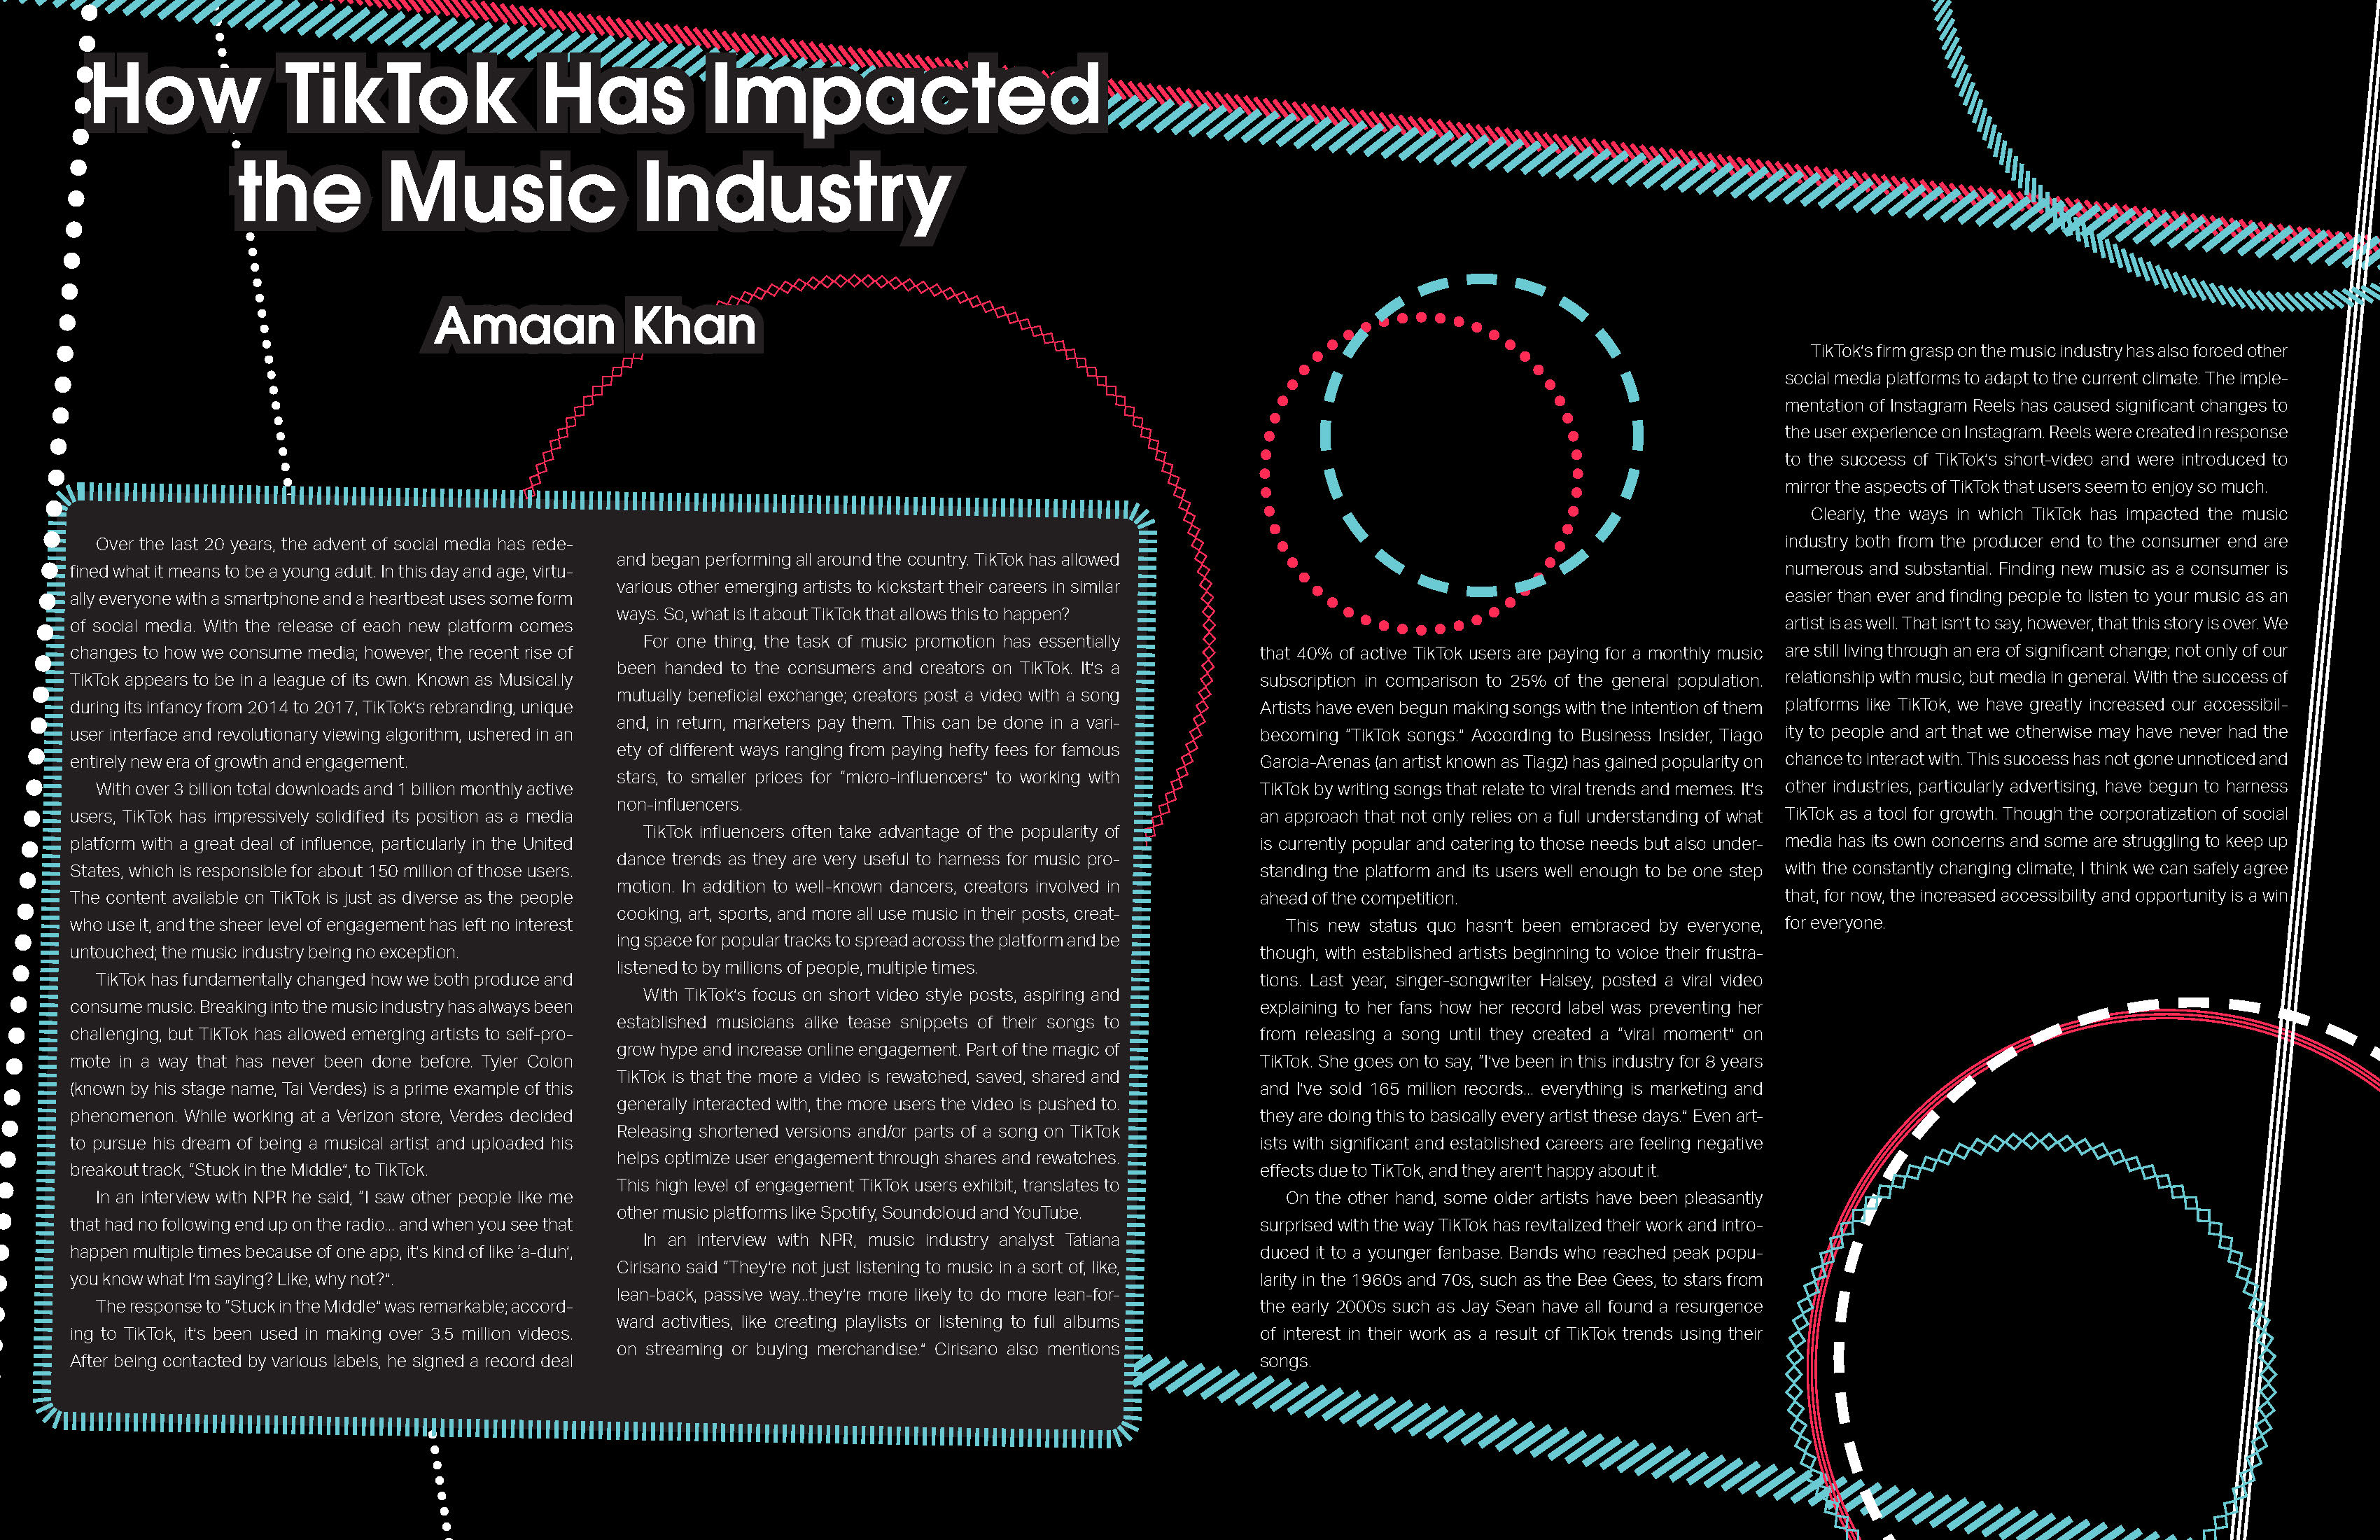 How TikTok Has Impacted
the Music Industry
Amaan Khan
Over the last 20 years, the advent of social media has rede-
fined what it means to be a young adult. In this day and age, virtu-
ally everyone with a smartphone and a heartbeat uses some form
of social media. With the release of each new platform comes
changes to how we consume media; however, the recent rise of
TikTok appears to be in a league of its own. Known as Musical.ly
during its infancy from 2014 to 2017, TikTok's rebranding, unique
user interface and revolutionary viewing algorithm, ushered in an
entirely new era of growth and engagement.
With over 3 billion total downloads and 1 billion monthly active
users, TikTok has impressively solidified its position as a media
platform with a great deal of influence, particularly in the United
States, which is responsible for about 150 million of those users.
The content available on TikTok is just as diverse as the people
who use it, and the sheer level of engagement has left no interest
untouched; the music industry being no exception.
TikTok has fundamentally changed how we both produce and
consume music. Breaking into the music industry has always been
challenging, but TikTok has allowed emerging artists to self-pro-
mote in a way that has never been done before. Tyler Colon
(known by his stage name, Tai Verdes) is a prime example of this
phenomenon. While working at a Verizon store, Verdes decided
to pursue his dream of being a musical artist and uploaded his
breakout track, "Stuck in the Middle", to TikTok.
In an interview with NPR he said, "I saw other people like me
that had no following end up on the radio... and when you see that
happen multiple times because of one app, it's kind of like 'a-duh',
you know what I'm saying? Like, why not?".
The response to "Stuck in the Middle" was remarkable; accord-
ing to TikTok, it's been used in making over 3.5 million videos.
After being contacted by various labels, he signed a record deal
and began performing all around the country. TikTok has allowed
various other emerging artists to kickstart their careers in similar
ways. So, what is it about TikTok that allows this to happen?
For one thing, the task of music promotion has essentially
been handed to the consumers and creators on TikTok. It's a
mutually beneficial exchange; creators post a video with a song
and, in return, marketers pay them. This can be done in a vari-
ety of different ways ranging from paying hefty fees for famous
stars, to smaller prices for "micro-influencers" to working with
non-influencers.
TikTok influencers often take advantage of the popularity of
dance trends as they are very useful to harness for music pro-
motion. In addition to well-known dancers, creators involved in
cooking, art, sports, and more all use music in their posts, creat-
ing space for popular tracks to spread across the platform and be
listened to by millions of people, multiple times.
With TikTok's focus on short video style posts, aspiring and
established musicians alike tease snippets of their songs to
grow hype and increase online engagement. Part of the magic of
TikTok is that the more a video is rewatched, saved, shared and
generally interacted with, the more users the video is pushed to.
Releasing shortened versions and/or parts of a song on TikTok
helps optimize user engagement through shares and rewatches.
This high level of engagement TikTok users exhibit, translates to
other music platforms like Spotify, Soundcloud and YouTube.
In an interview with NPR, music industry analyst Tatiana
Cirisano said "They're not just listening to music in a sort of, like,
lean-back, passive way...they're more likely to do more lean-for-
ward activities, like creating playlists or listening to full albums
on streaming or buying merchandise." Cirisano also mentions
that 40% of active TikTok users are paying for a monthly music
subscription in comparison to 25% of the general population.
Artists have even begun making songs with the intention of them
becoming "TikTok songs." According to Business Insider, Tiago
Garcia-Arenas (an artist known as Tiagz) has gained popularity on
TikTok by writing songs that relate to viral trends and memes. It's
an approach that not only relies on a full understanding of what
is currently popular and catering to those needs but also under-
standing the platform and its users well enough to be one step
ahead of the competition.
This new status quo hasn't been embraced by everyone,
though, with established artists beginning to voice their frustra-
tions. Last year, singer-songwriter Halsey, posted a viral video
explaining to her fans how her record label was preventing her
from releasing a song until they created a "viral moment" on
TikTok. She goes on to say, "I've been in this industry for 8 years
and I've sold 165 million records... everything is marketing and
they are doing this to basically every artist these days." Even art-
ists with significant and established careers are feeling negative
effects due to TikTok, and they aren't happy about it.
On the other hand, some older artists have been pleasantly
surprised with the way TikTok has revitalized their work and intro-
duced it to a younger fanbase. Bands who reached peak popu-
larity in the 1960s and 70s, such as the Bee Gees, to stars from
the early 2000s such as Jay Sean have all found a resurgence
of interest in their work as a result of TikTok trends using their
songs.
TikTok's firm grasp on the music industry has also forced other
social media platforms to adapt to the current climate. The imple-
mentation of Instagram Reels has caused significant changes to
the user experience on Instagram. Reels were created in response
to the success of TikTok's short-video and were introduced to
mirror the aspects of TikTok that users seem to enjoy so much.
Clearly, the ways in which TikTok has impacted the music
industry both from the producer end to the consumer end are
numerous and substantial. Finding new music as a consumer is
easier than ever and finding people to listen to your music as an
artist is as well. That isn't to say, however, that this story is over. We
are still living through an era of significant change; not only of our
relationship with music, but media in general. With the success of
platforms like TikTok, we have greatly increased our accessibil-
ity to people and art that we otherwise may have never had the
chance to interact with. This success has not gone unnoticed and
other industries, particularly advertising, have begun to harness
TikTok as a tool for growth. Though the corporatization of social
media has its own concerns and some are struggling to keep up
with the constantly changing climate, I think we can safely agree
that, for now, the increased accessibility and opportunity is a win
for everyone.